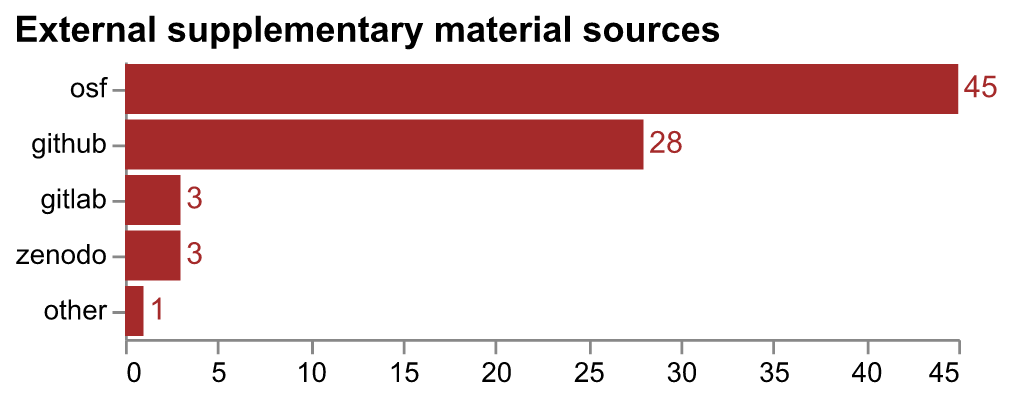 External supplementary material sources
osf 45
github 28
gitlab 3
zenodo 3
other 1
0 5 10 15 20 25 30 35 40 45